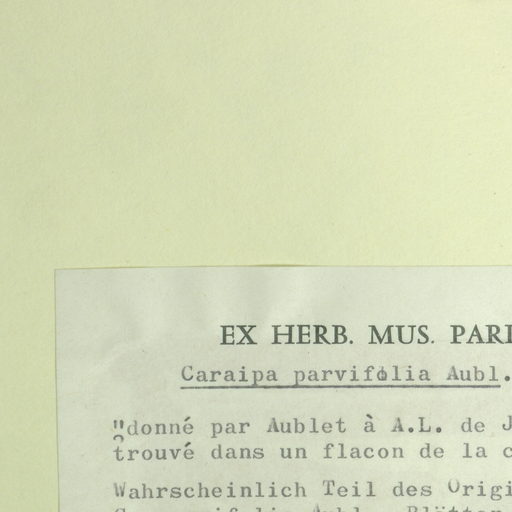 EX HERB. MUS. PARI
Caraipa parvifolia Aubl.
"donné par Aublet à A.L. de J
trouvé dans un flacon de la c
Wahrscheinlich Teil des Origi